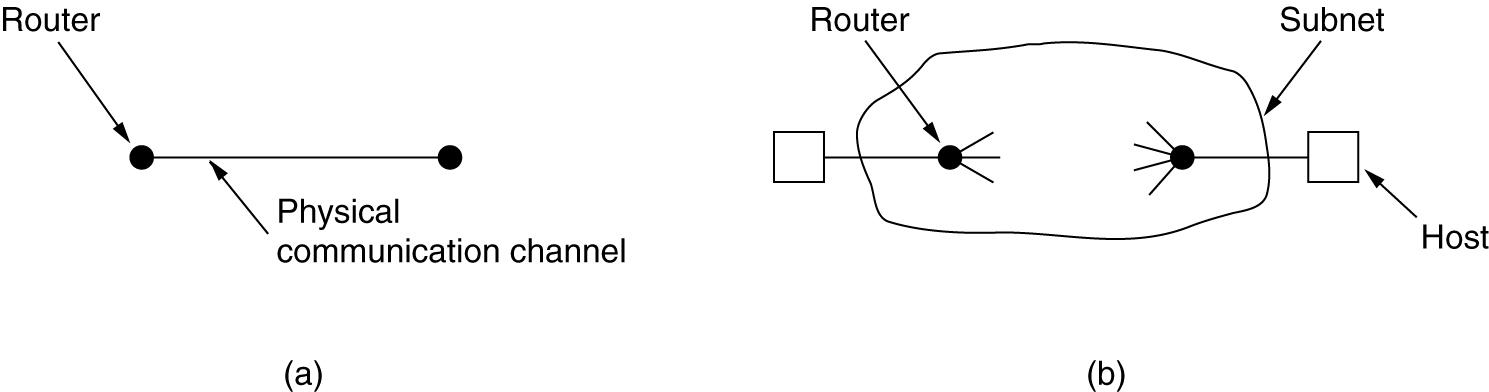 Router
Physical
communication channel
(a)
Router
Subnet
Host
(b)